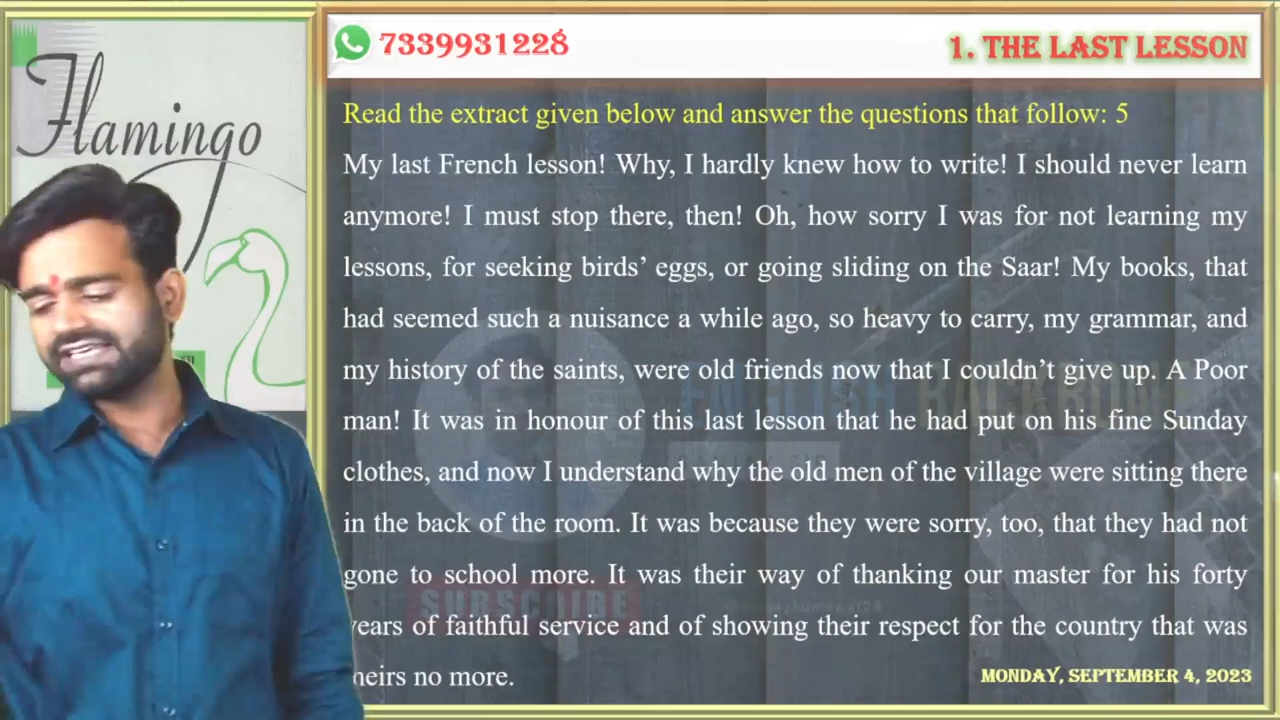 Flamingo
7339931228
1. THE LAST LESSON
Read the extract given below and answer the questions that follow: 5
My last French lesson! Why, I hardly knew how to write! I should never learn
anymore! I must stop there, then! Oh, how sorry I was for not learning my
lessons, for seeking birds’ eggs, or going sliding on the Saar! My books, that
had seemed such a nuisance a while ago, so heavy to carry, my grammar, and
my history of the saints, were old friends now that I couldn’t give up. A Poor
man! It was in honour of this last lesson that he had put on his fine Sunday
clothes, and now I understand why the old men of the village were sitting there
in the back of the room. It was because they were sorry, too, that they had not
gone to school more. It was their way of thanking our master for his forty
years of faithful service and of showing their respect for the country that was
heirs no more.
ENGLISH BACKBON
SUBSCRIBE
MONDAY, SEPTEMBER 4, 2023